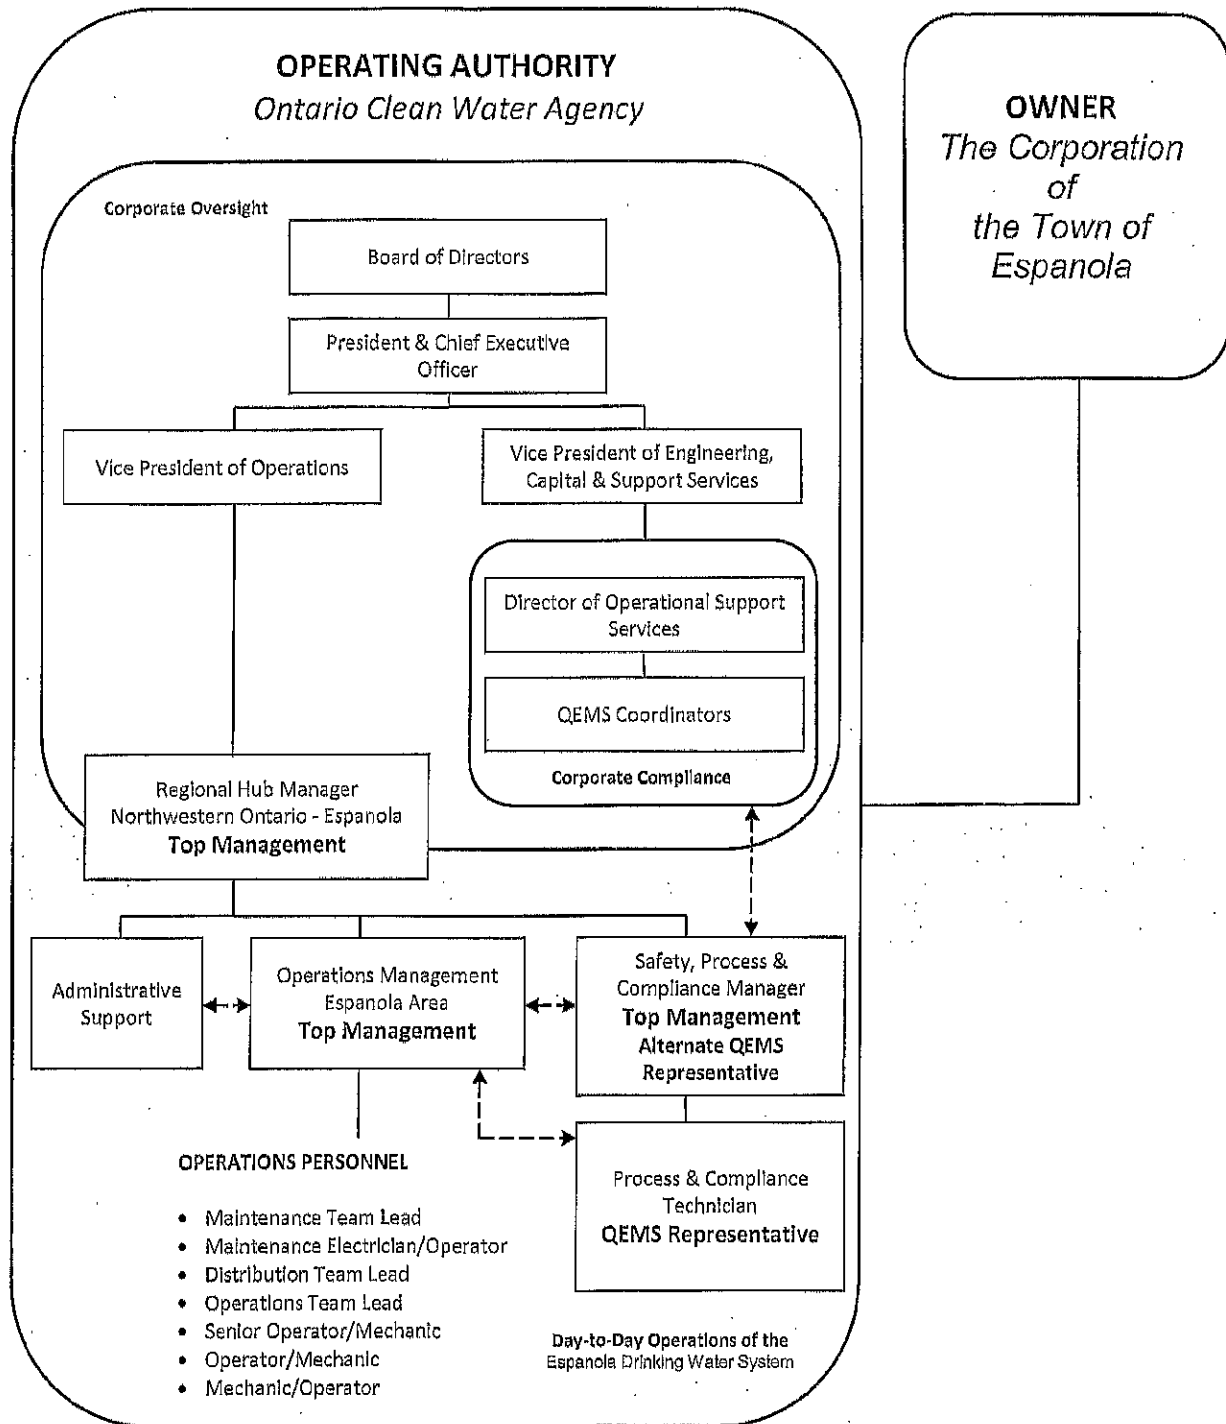 OPERATING AUTHORITY
Ontario Clean Water Agency
OWNER
The Corporation
of
the Town of
Espanola
Corporate Oversight
Board of Directors
President & Chief Executive
Officer
Vice President of Operations
Vice President of Engineering,
Capital & Support Services
Director of Operational Support
Services
QEMS Coordinators
Corporate Compliance
Regional Hub Manager
Northwestern Ontario - Espanola
Top Management
Administrative
Support
Operations Management
Espanola Area
Top Management
Safety, Process &
Compliance Manager
Top Management
Alternate QEMS
Representative
Process & Compliance
Technician
QEMS Representative
OPERATIONS PERSONNEL
• Maintenance Team Lead
• Maintenance Electrician/Operator
• Distribution Team Lead
• Operations Team Lead
• Senior Operator/Mechanic
• Operator/Mechanic
• Mechanic/Operator
Day-to-Day Operations of the
Espanola Drinking Water System